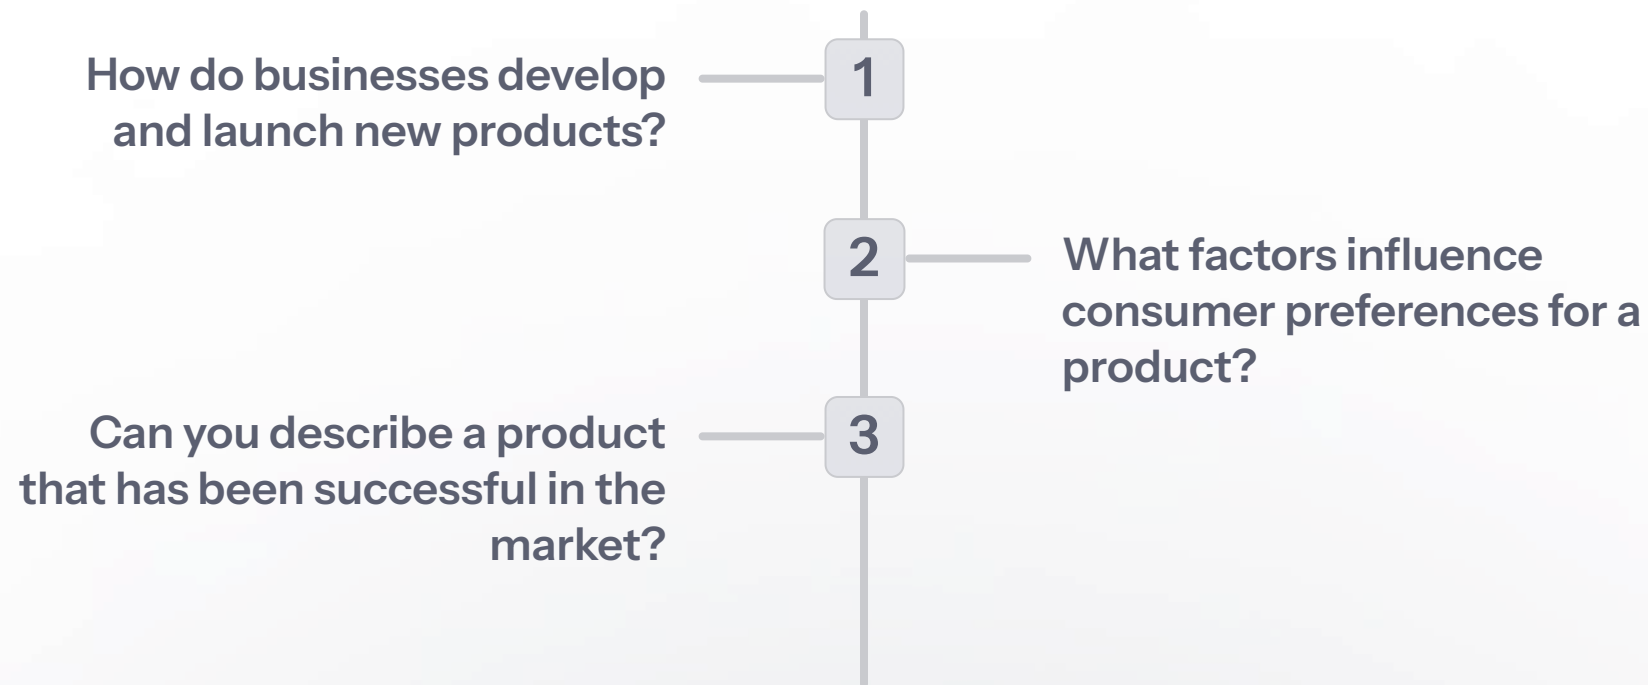 How do businesses develop
and launch new products?
1
2
What factors influence
consumer preferences for a
product?
Can you describe a product
that has been successful in the
market?
3